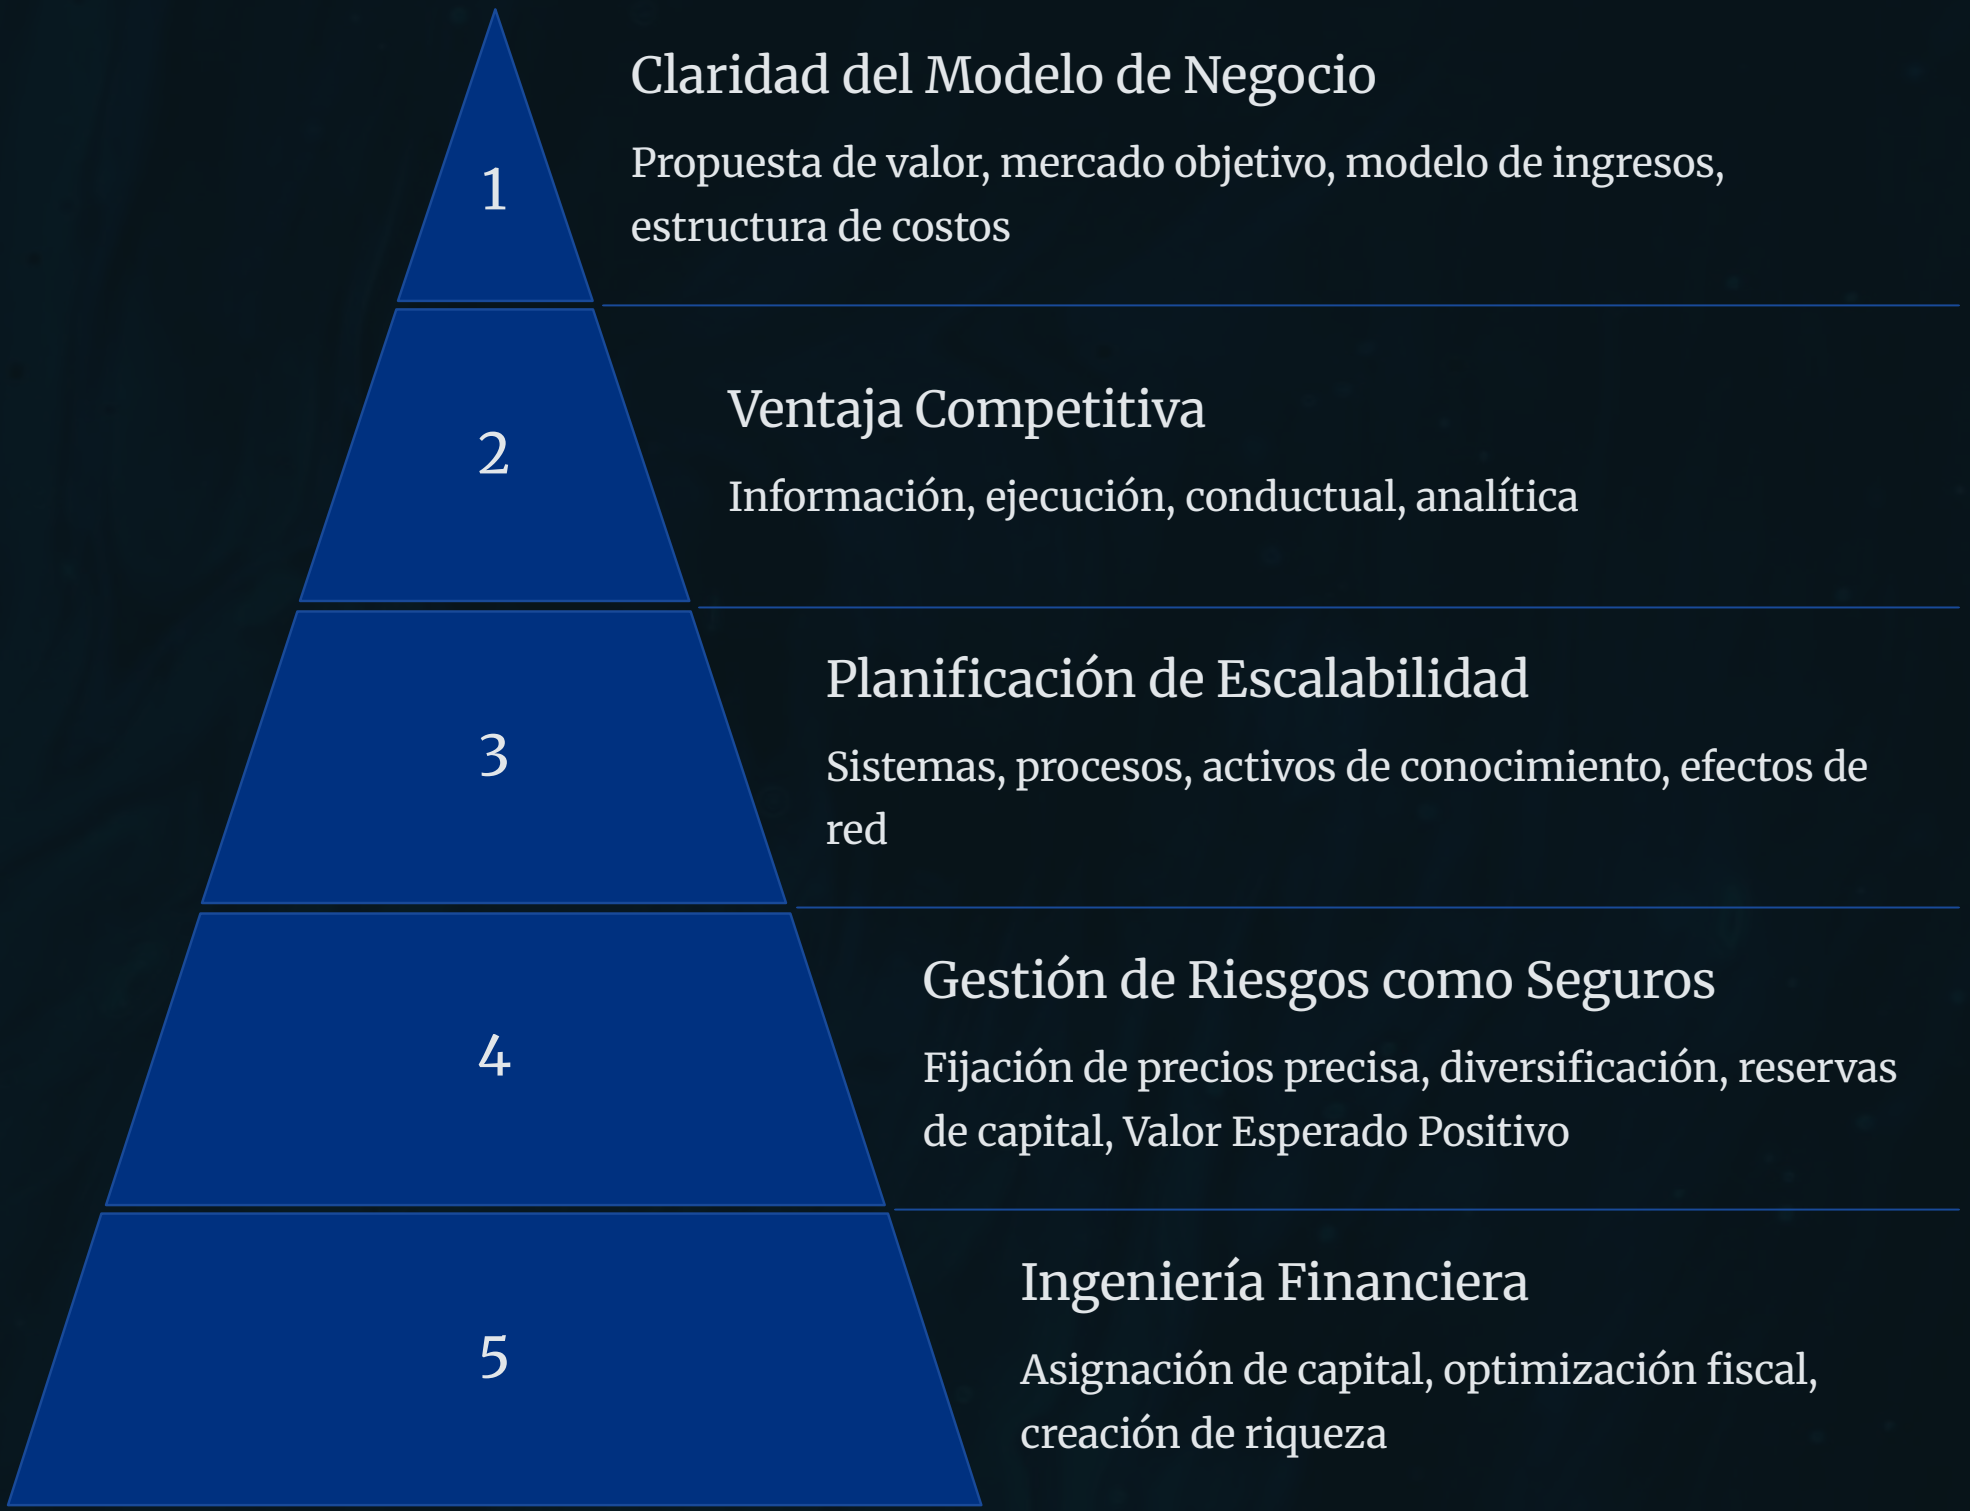 1
Claridad del Modelo de Negocio
Propuesta de valor, mercado objetivo, modelo de ingresos,
estructura de costos
2
Ventaja Competitiva
Información, ejecución, conductual, analítica
3
Planificación de Escalabilidad
Sistemas, procesos, activos de conocimiento, efectos de
red
4
Gestión de Riesgos como Seguros
Fijación de precios precisa, diversificación, reservas
de capital, Valor Esperado Positivo
5
Ingeniería Financiera
Asignación de capital, optimización fiscal,
creación de riqueza